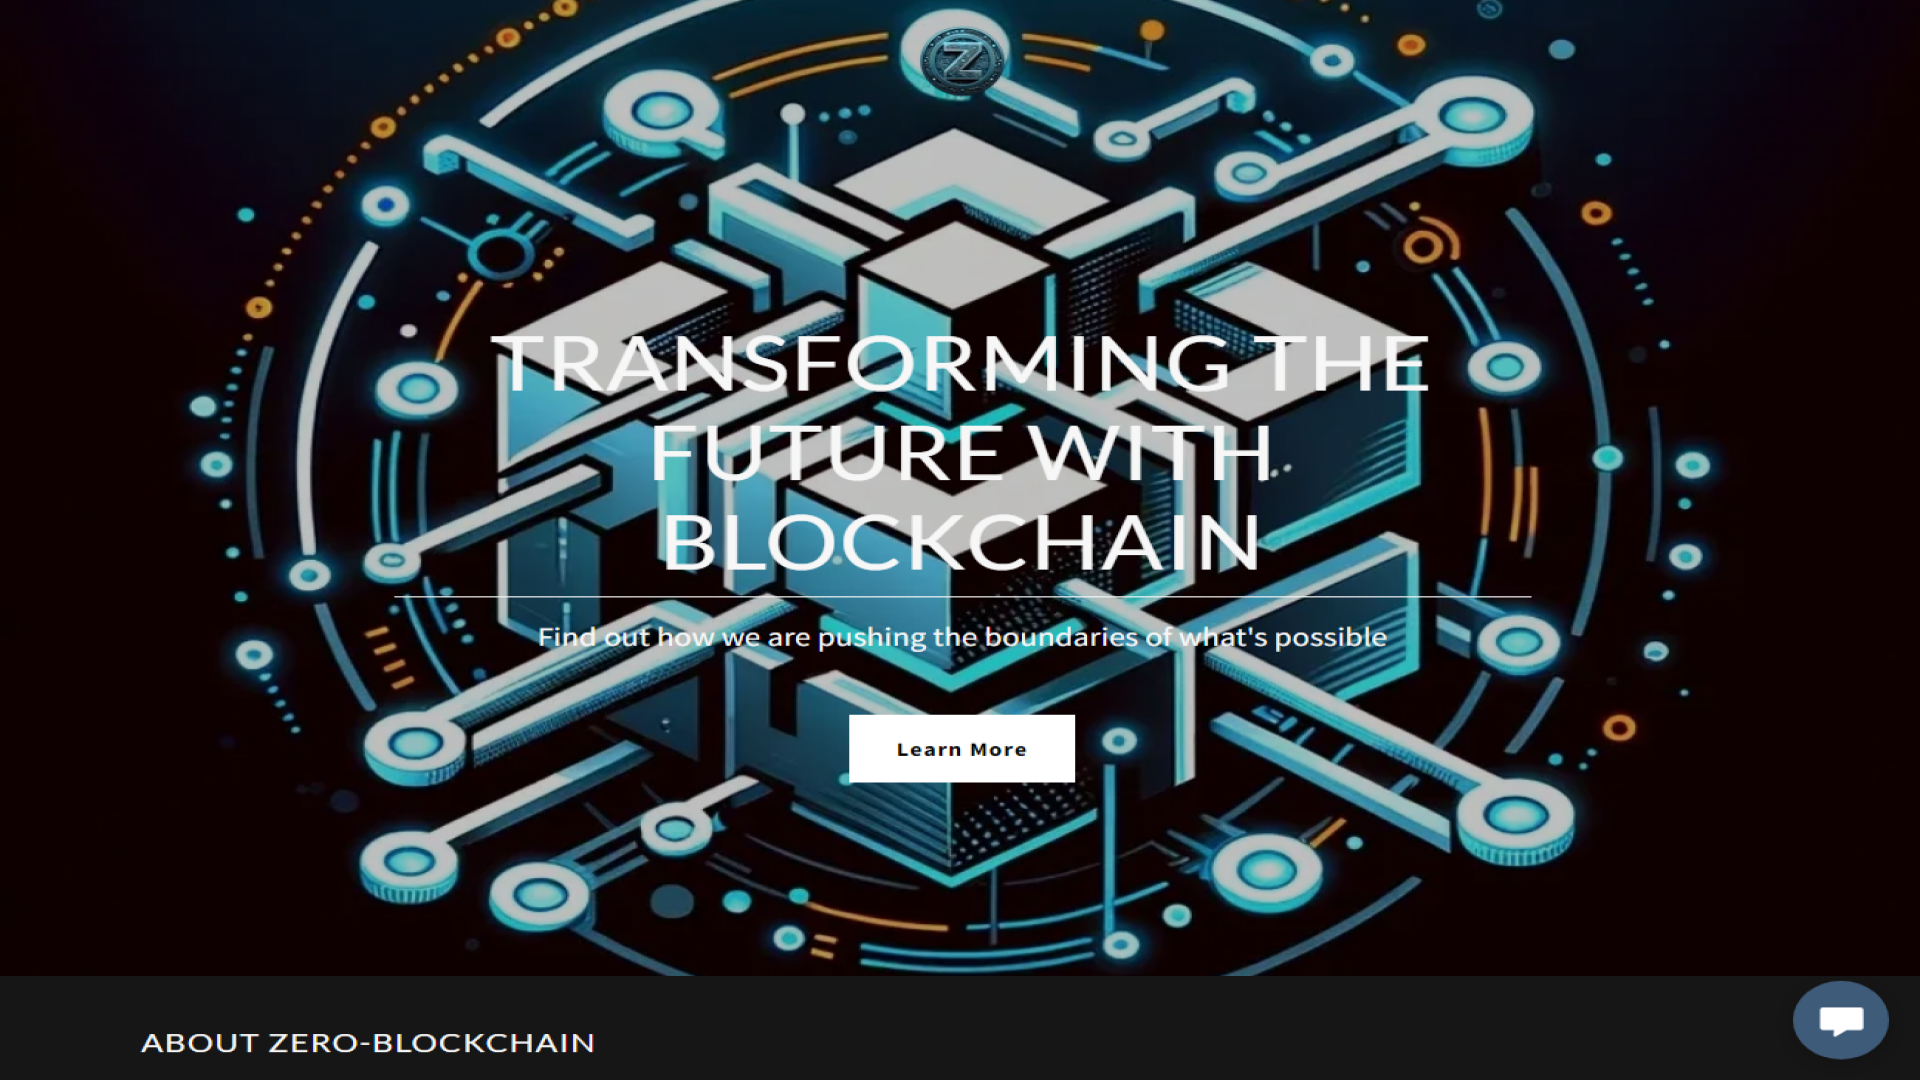 Z
TRANSFORMING THE
FUTURE WITH
BLOCKCHAIN
Find out how we are pushing the boundaries of what's possible
Learn More
ABOUT ZERO-BLOCKCHAIN